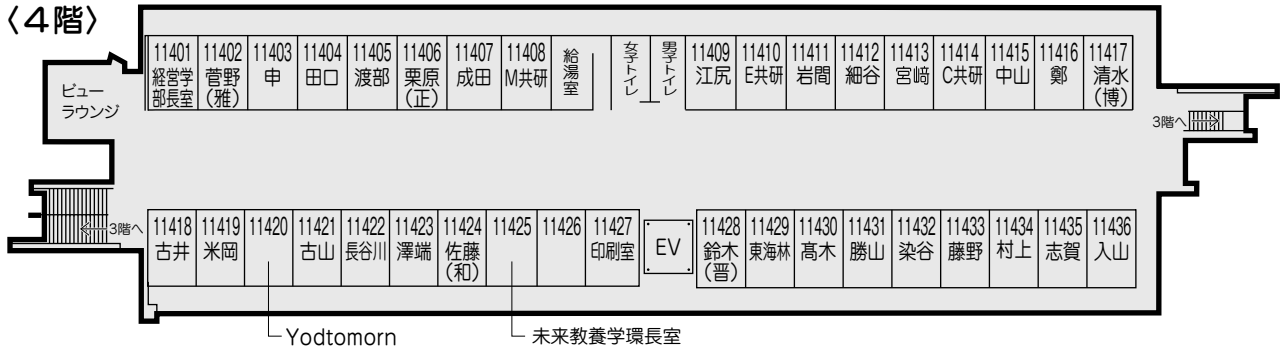 〈4階〉
ビュー
ラウンジ
11401
経営学
部長室
11402
菅野
(雅)
11403
申
11404
田口
11405
渡部
11406
栗原
(正)
11407
成田
11408
M共研
給湯室
女子トイレ
男子トイレ
11409
江尻
11410
E共研
11411
岩間
11412
細谷
11413
宮﨑
11414
C共研
11415
中山
11416
鄭
11417
清水
(博)
3階へ
3階へ
11418
古井
11419
米岡
11420
11421
古山
11422
長谷川
11423
澤端
11424
佐藤
(和)
11425
11426
11427
印刷室
EV
11428
鈴木
(晋)
11429
東海林
11430
髙木
11431
勝山
11432
染谷
11433
藤野
11434
村上
11435
志賀
11436
入山
Yodtomorn
未来教養学環長室